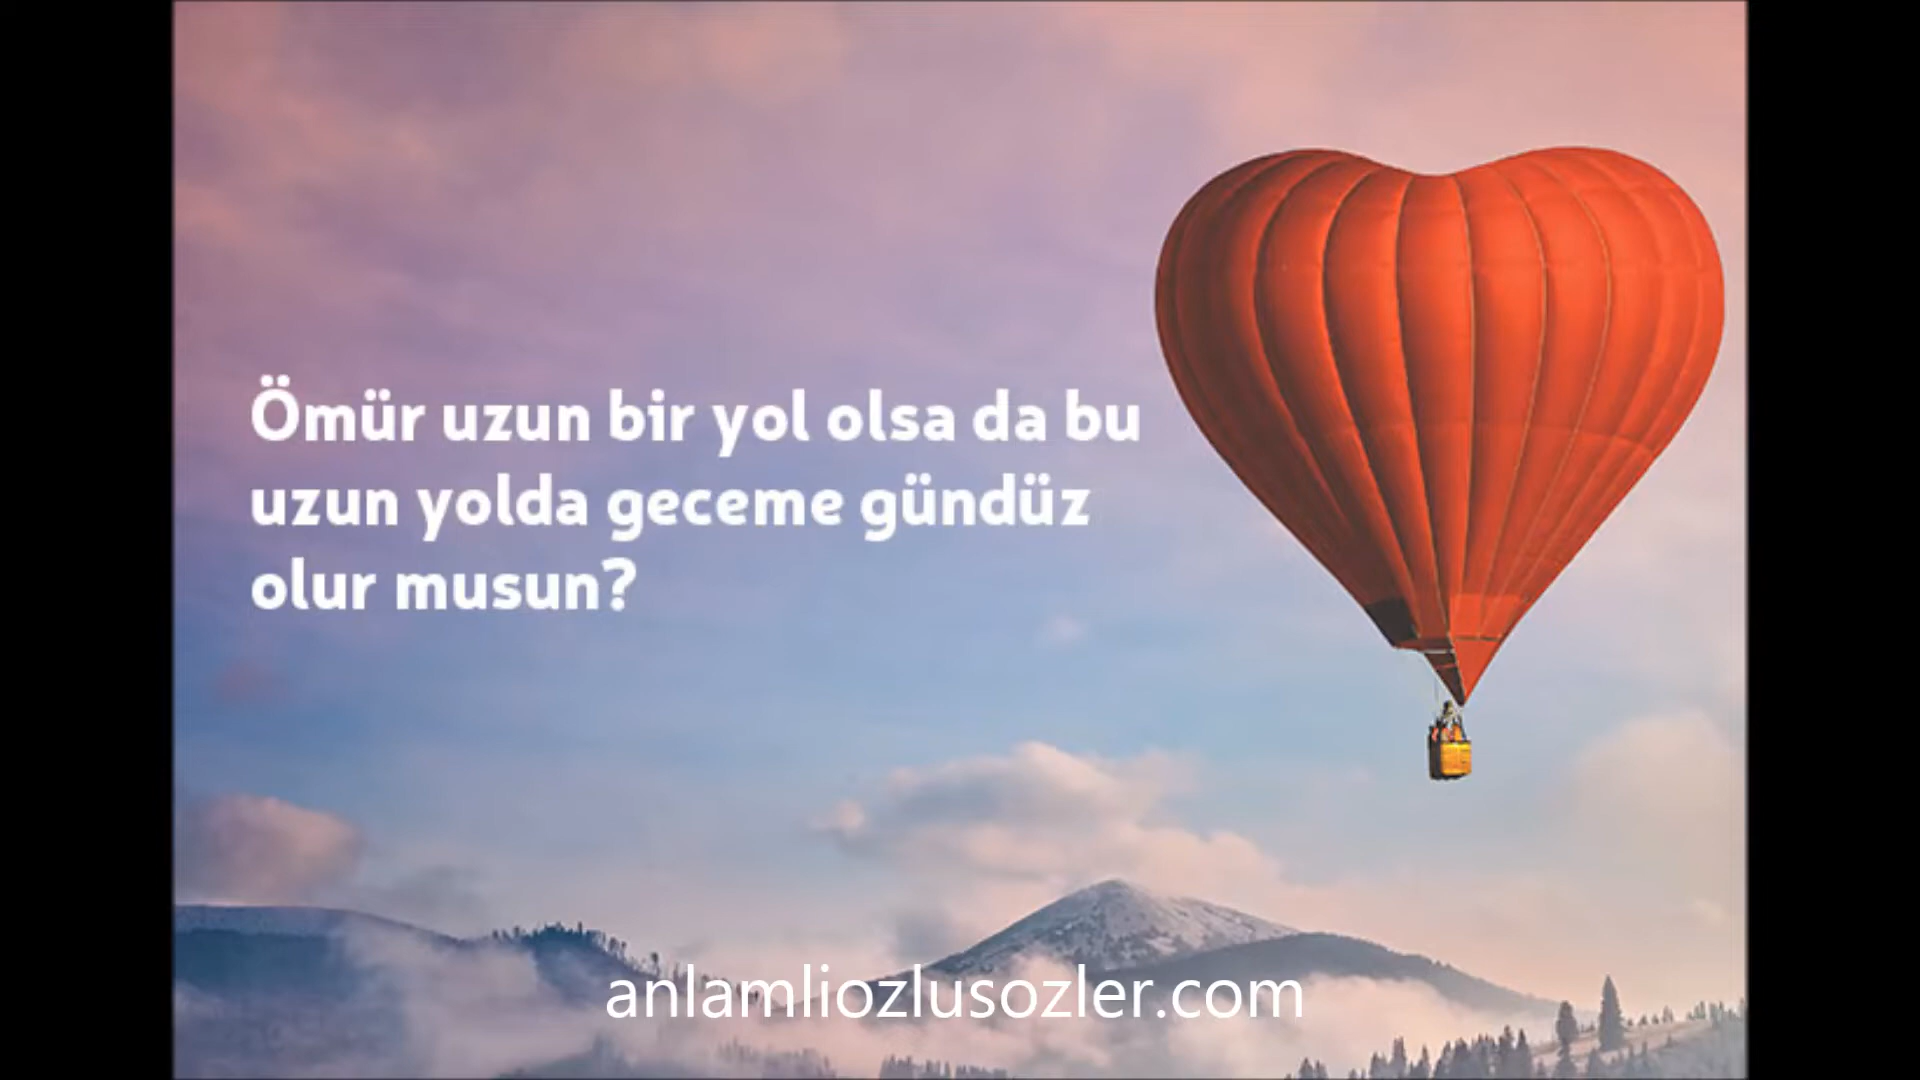 Ömür uzun bir yol olsa da bu
uzun yolda geceme gündüz
olur musun?
anlamliozlusozler.com